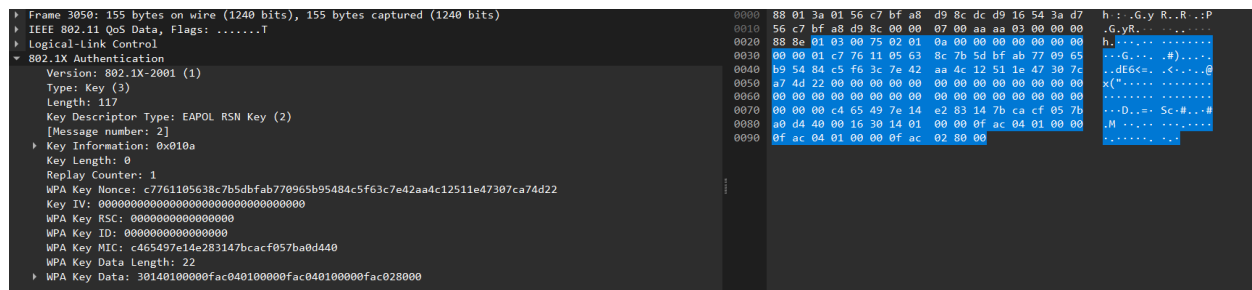 Frame 3050: 155 bytes on wire (1240 bits), 155 bytes captured (1240 bits)
IEEE 802.11 QoS Data, Flags: .......T
Logical-Link Control
802.1X Authentication
Version: 802.1X-2001 (1)
Type: Key (3)
Length: 117
Key Descriptor Type: EAPOL RSN Key (2)
[Message number: 2]
Key Information: 0x010a
Key Length: 0
Replay Counter: 1
WPA Key Nonce: c7761105638c7b5dbfab770965b95484c5f63c7e42aa4c12511e47307ca74d22
Key IV: 00000000000000000000000000000000
WPA Key RSC: 0000000000000000
WPA Key ID: 0000000000000000
WPA Key MIC: c465497e14e283147bcacf057ba0d440
WPA Key Data Length: 22
WPA Key Data: 30140100000fac040100000fac040100000fac028000
0000 88 01 3a 01 56 c7 bf a8 d9 8c dc d9 16 54 3a d7
0010 56 c7 bf a8 d9 8c 00 00 07 00 aa aa 03 00 00 00
0020 88 8e 01 03 00 75 02 01 0a 00 00 00 00 00 00 00
0030 00 00 01 c7 76 11 05 63 8c 7b 5d bf ab 77 09 65
0040 b9 54 84 c5 f6 3c 7e 42 aa 4c 12 51 1e 47 30 7c
0050 a7 4d 22 00 00 00 00 00 00 00 00 00 00 00 00 00
0060 00 00 00 00 00 00 00 00 00 00 00 00 00 00 00 00
0070 00 00 00 c4 65 49 7e 14 e2 83 14 7b ca cf 05 7b
0080 a0 d4 40 00 16 30 14 01 00 00 0f ac 04 01 00 00
0090 0f ac 04 01 00 00 0f ac 02 80 00